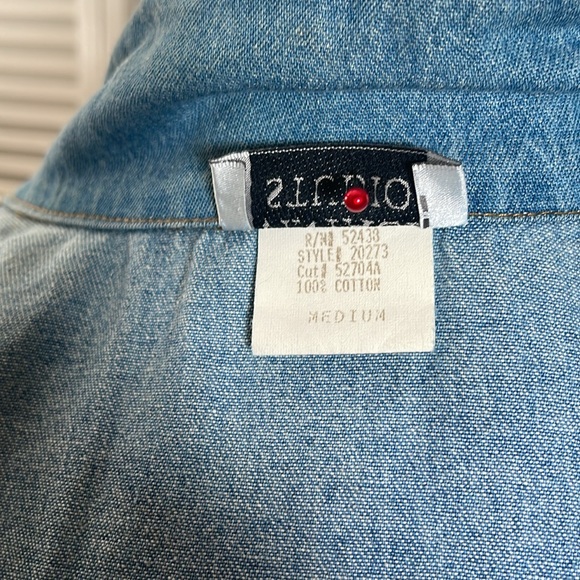 STUDIO
R/N# 52438
STYLE# 20273
Cut# 52704A
100% COTTON
MEDIUM